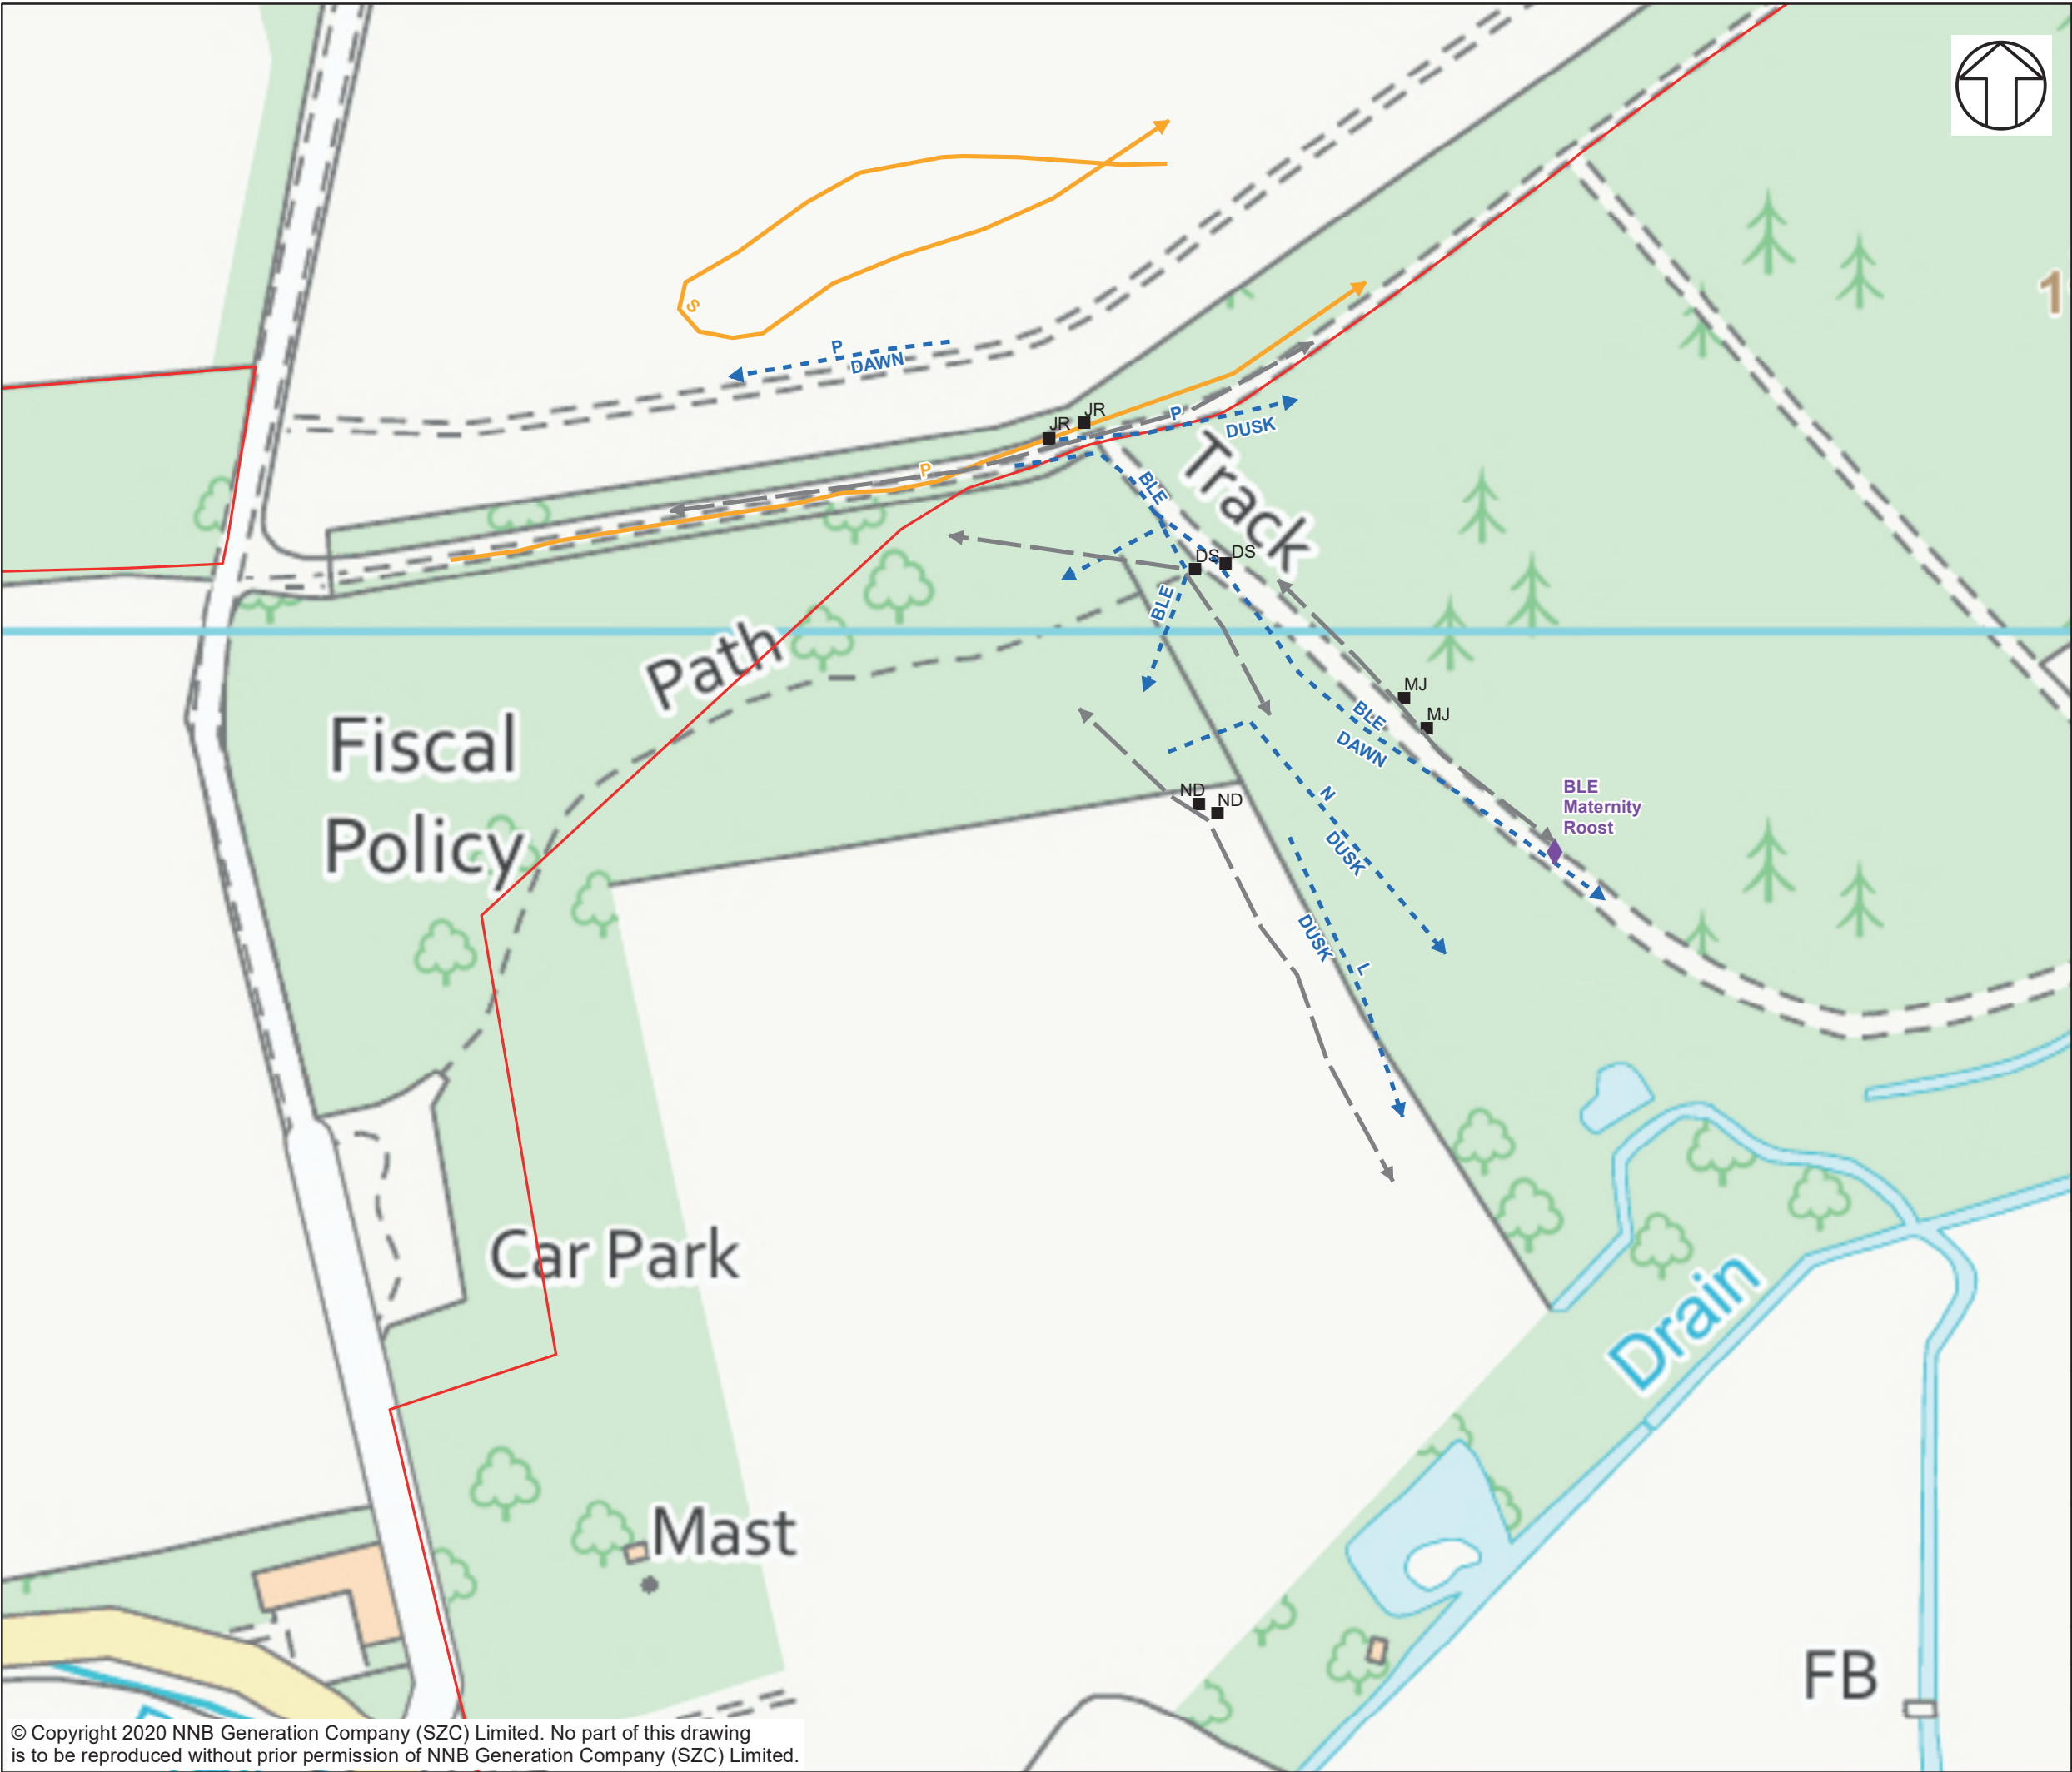 1
S
P
DAWN
JR
JR
P
DUSK
P
Track
BLE
DS
DS
BLE
Path
MJ
MJ
BLE
DAWN
Fiscal
Policy
ND
ND
N
DUSK
BLE
Maternity
Roost
DUSK
L
Car Park
Drain
Mast
FB
© Copyright 2020 NNB Generation Company (SZC) Limited. No part of this drawing
is to be reproduced without prior permission of NNB Generation Company (SZC) Limited.